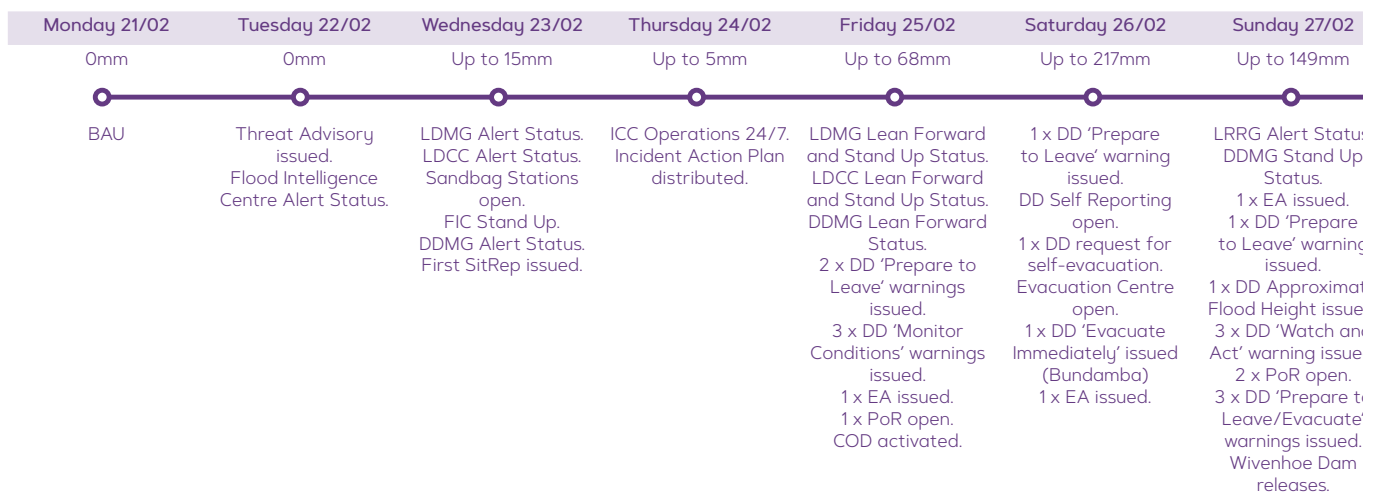 Monday 21/02
0mm
BAU
Tuesday 22/02
0mm
Threat Advisory
issued.
Flood Intelligence
Centre Alert Status.
Wednesday 23/02
Up to 15mm
LDMG Alert Status.
LDCC Alert Status.
Sandbag Stations
open.
FIC Stand Up.
DDMG Alert Status.
First SitRep issued.
Thursday 24/02
Up to 5mm
ICC Operations 24/7.
Incident Action Plan
distributed.
Friday 25/02
Up to 68mm
LDMG Lean Forward
and Stand Up Status.
LDCC Lean Forward
and Stand Up Status.
DDMG Lean Forward
Status.
2 x DD ‘Prepare to
Leave’ warnings
issued.
3 x DD ‘Monitor
Conditions’ warnings
issued.
1 x EA issued.
1 x PoR open.
COD activated.
Saturday 26/02
Up to 217mm
1 x DD ‘Prepare
to Leave’ warning
issued.
DD Self Reporting
open.
1 x DD request for
self-evacuation.
Evacuation Centre
open.
1 x DD ‘Evacuate
Immediately’ issued
(Bundamba)
1 x EA issued.
Sunday 27/02
Up to 149mm
LRRG Alert Status
DDMG Stand Up
Status.
1 x EA issued.
1 x DD ‘Prepare
to Leave’ warning
issued.
1 x DD Approximat
Flood Height issue
3 x DD ‘Watch and
Act’ warning issue
2 x PoR open.
3 x DD ‘Prepare to
Leave/Evacuate’
warnings issued.
Wivenhoe Dam
releases.